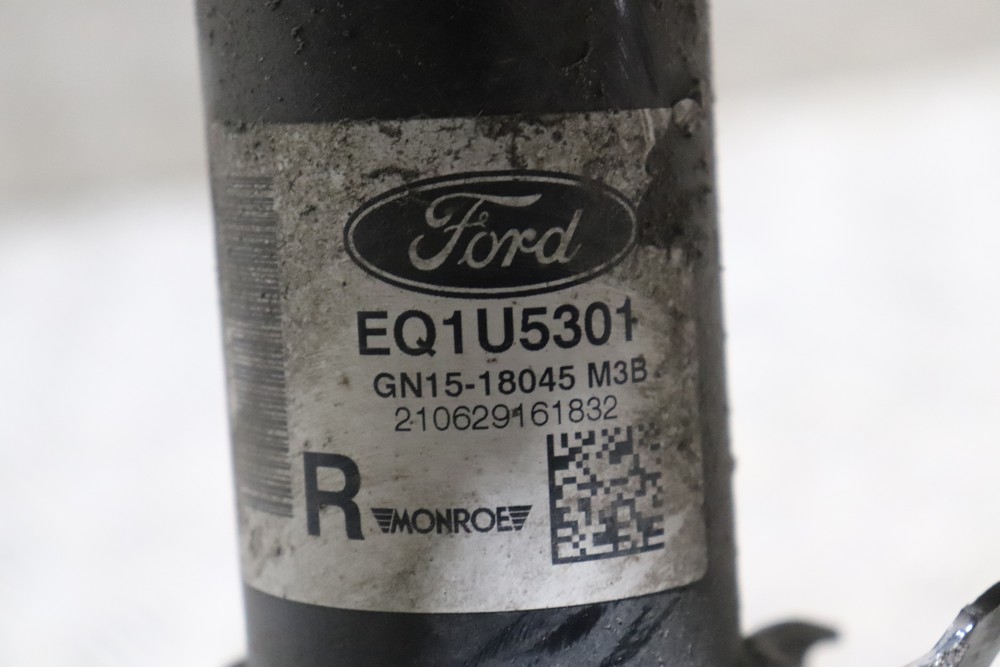 Ford
EQ1U5301
GN15-18045 M3B
210629161832
R MONROE